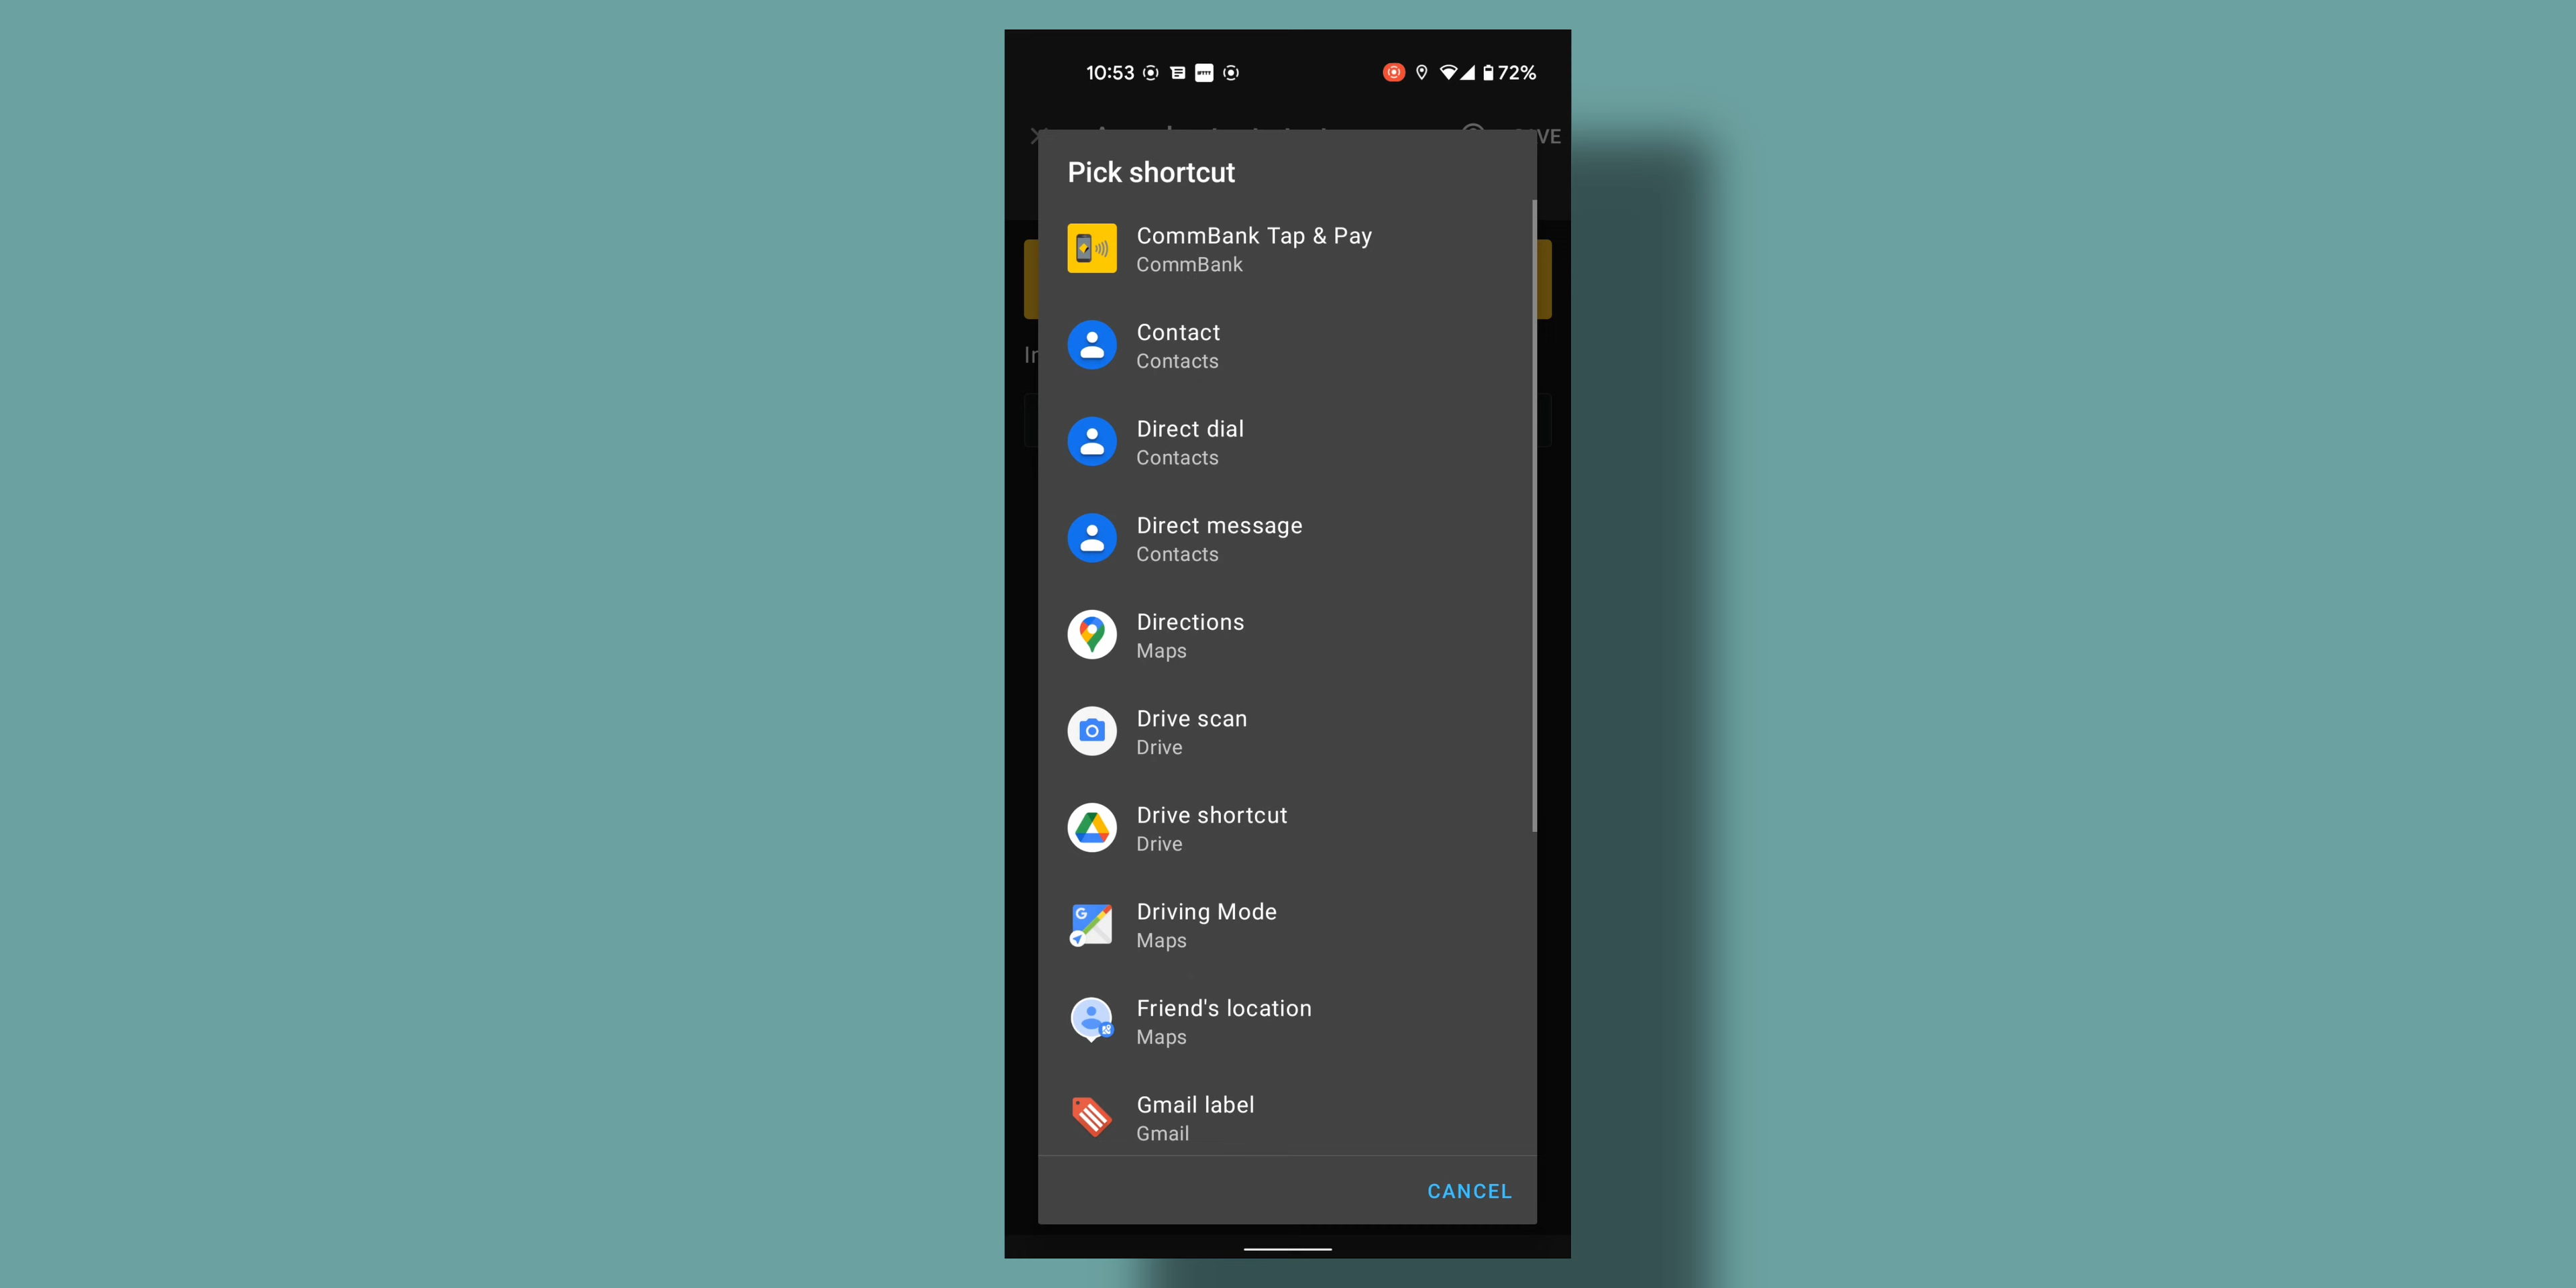 10:53
72%
VE
Pick shortcut
CommBank Tap & Pay
CommBank
Contact
Contacts
Direct dial
Contacts
Direct message
Contacts
Directions
Maps
Drive scan
Drive
Drive shortcut
Drive
Driving Mode
Maps
Friend's location
Maps
Gmail label
Gmail
CANCEL